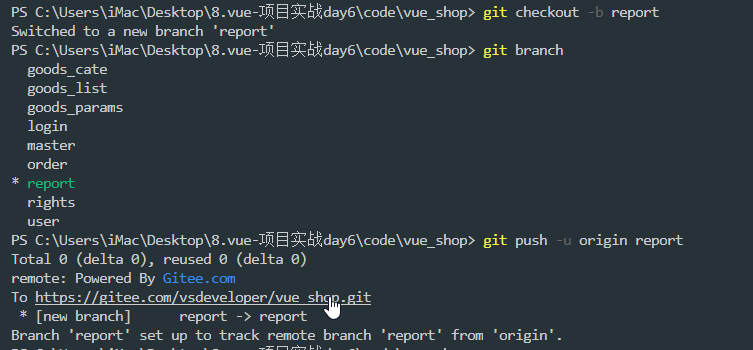 PS C:\Users\iMac\Desktop\8.vue-项目实战day6\code\vue_shop> git checkout -b report
Switched to a new branch 'report'
PS C:\Users\iMac\Desktop\8.vue-项目实战day6\code\vue_shop> git branch
goods_cate
goods_list
goods_params
login
master
order
* report
rights
user
PS C:\Users\iMac\Desktop\8.vue-项目实战day6\code\vue_shop> git push -u origin report
Total 0 (delta 0), reused 0 (delta 0)
remote: Powered By Gitee.com
To https://gitee.com/vsdeveloper/vue_shop.git
* [new branch]      report -> report
Branch 'report' set up to track remote branch 'report' from 'origin'.